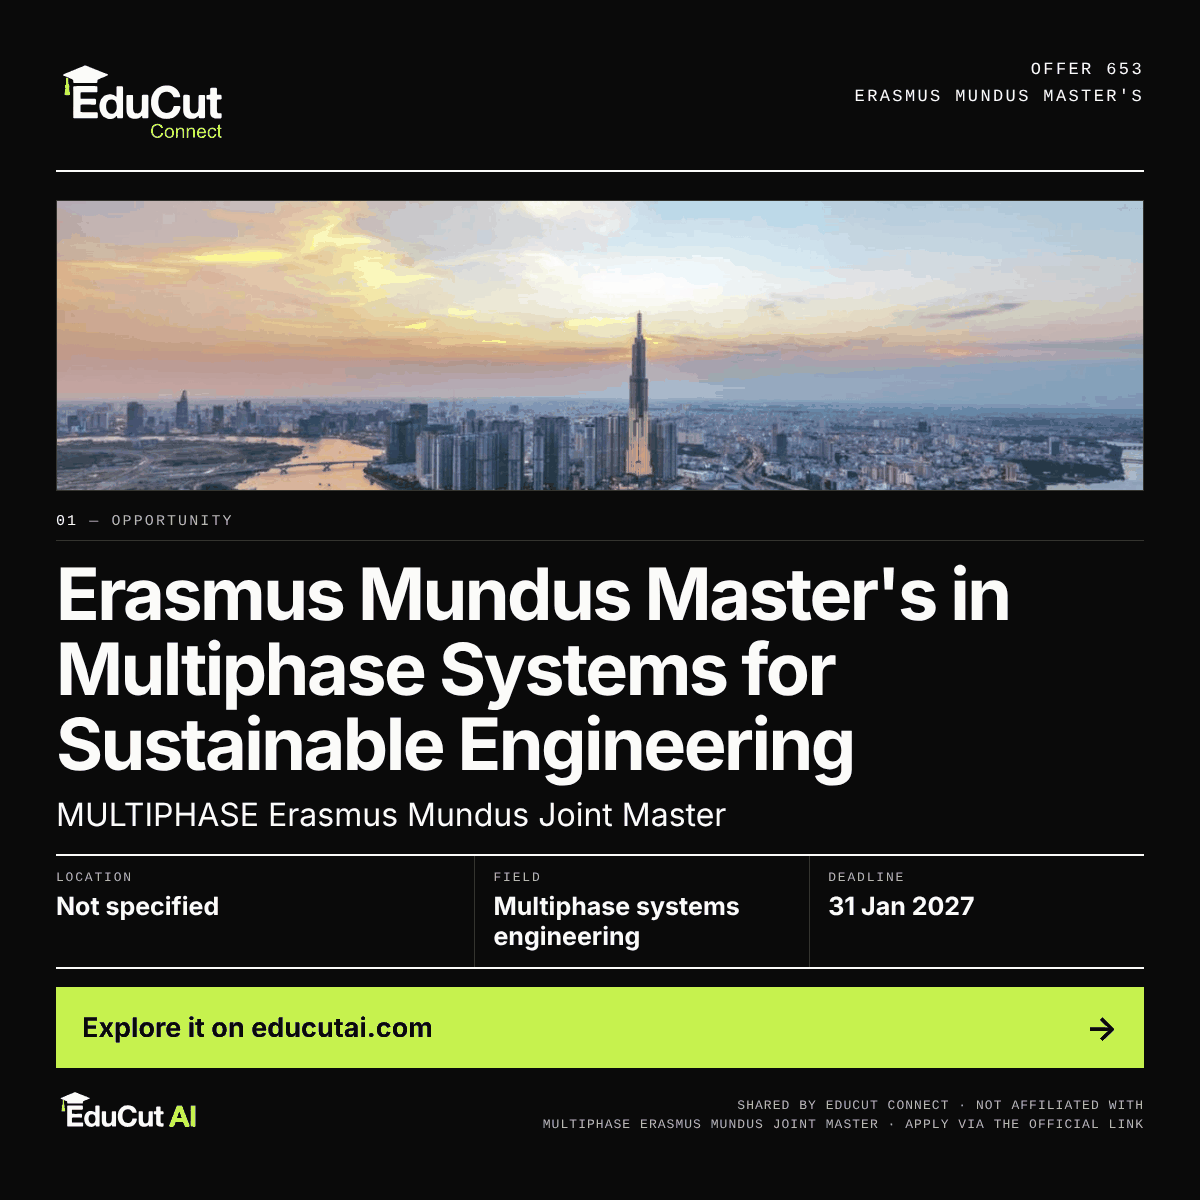 EduCut
Connect
OFFER 653
ERASMUS MUNDUS MASTER'S
01 — OPPORTUNITY
Erasmus Mundus Master's in
Multiphase Systems for
Sustainable Engineering
MULTIPHASE Erasmus Mundus Joint Master
LOCATION
Not specified
FIELD
Multiphase systems
engineering
DEADLINE
31 Jan 2027
Explore it on educutai.com →
EduCut AI
SHARED BY EDUCUT CONNECT · NOT AFFILIATED WITH
MULTIPHASE ERASMUS MUNDUS JOINT MASTER · APPLY VIA THE OFFICIAL LINK